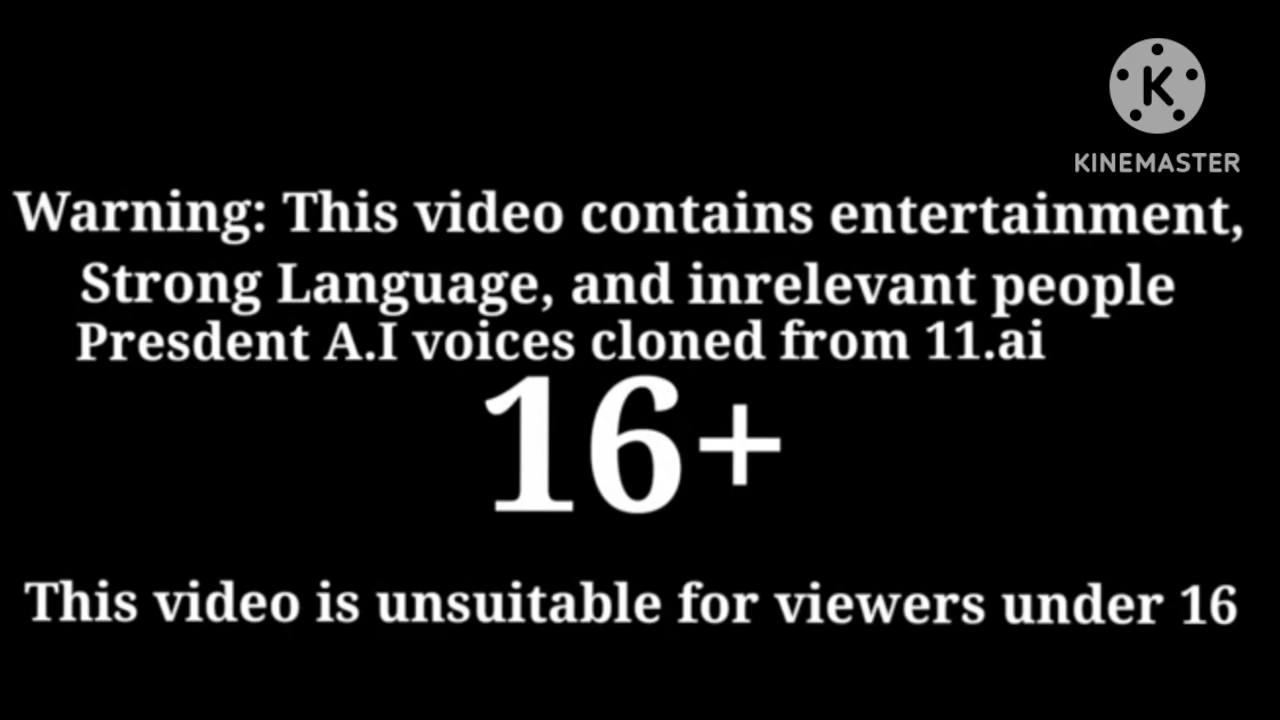 K
KINEMASTER
Warning: This video contains entertainment,
Strong Language, and inrelevant people
Presdent A.I voices cloned from 11.ai
16+
This video is unsuitable for viewers under 16